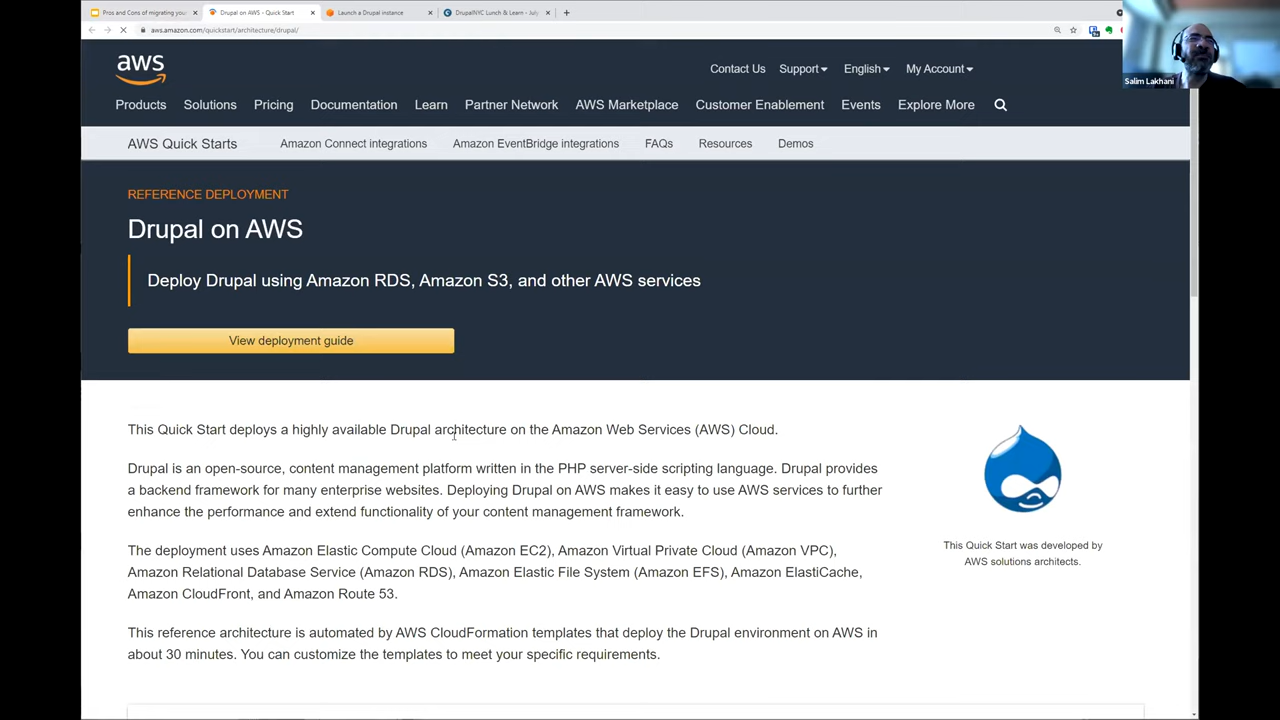 Pros and Cons of migrating your
Drupal on AWS - Quick Start
Launch a Drupal instance
DrupalNYC Lunch & Learn - July
aws.amazon.com/quickstart/architecture/drupal/
Salim Lakhani
aws
Contact Us
Support
English
My Account
Products
Solutions
Pricing
Documentation
Learn
Partner Network
AWS Marketplace
Customer Enablement
Events
Explore More
AWS Quick Starts
Amazon Connect integrations
Amazon EventBridge integrations
FAQs
Resources
Demos
REFERENCE DEPLOYMENT
Drupal on AWS
Deploy Drupal using Amazon RDS, Amazon S3, and other AWS services
View deployment guide
This Quick Start deploys a highly available Drupal architecture on the Amazon Web Services (AWS) Cloud.
Drupal is an open-source, content management platform written in the PHP server-side scripting language. Drupal provides
a backend framework for many enterprise websites. Deploying Drupal on AWS makes it easy to use AWS services to further
enhance the performance and extend functionality of your content management framework.
The deployment uses Amazon Elastic Compute Cloud (Amazon EC2), Amazon Virtual Private Cloud (Amazon VPC),
Amazon Relational Database Service (Amazon RDS), Amazon Elastic File System (Amazon EFS), Amazon ElastiCache,
Amazon CloudFront, and Amazon Route 53.
This reference architecture is automated by AWS CloudFormation templates that deploy the Drupal environment on AWS in
about 30 minutes. You can customize the templates to meet your specific requirements.
This Quick Start was developed by
AWS solutions architects.